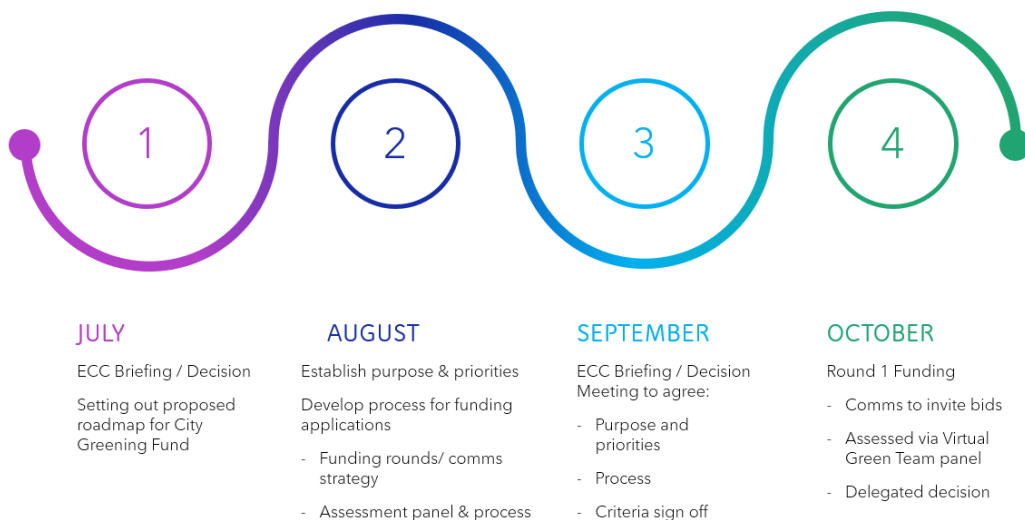 1
2
3
4
JULY
ECC Briefing / Decision
Setting out proposed
roadmap for City
Greening Fund
AUGUST
Establish purpose & priorities
Develop process for funding
applications
- Funding rounds/ comms
strategy
- Assessment panel & process
SEPTEMBER
ECC Briefing / Decision
Meeting to agree:
- Purpose and
priorities
- Process
- Criteria sign off
OCTOBER
Round 1 Funding
- Comms to invite bids
- Assessed via Virtual
Green Team panel
- Delegated decision